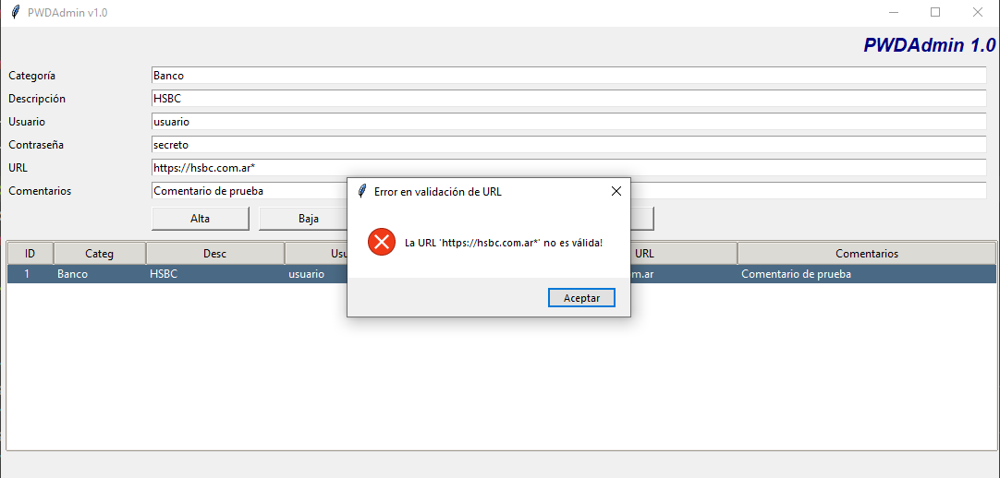 PWDAdmin v1.0
PWDAdmin 1.0
Categoría
Banco
Descripción
HSBC
Usuario
usuario
Contraseña
secreto
URL
https://hsbc.com.ar*
Comentarios
Comentario de prueba
Error en validación de URL
La URL 'https://hsbc.com.ar*' no es válida!
Aceptar
Alta
Baja
ID
Categ
Desc
URL
Comentarios
1
Banco
HSBC
usuario
Comentario de prueba